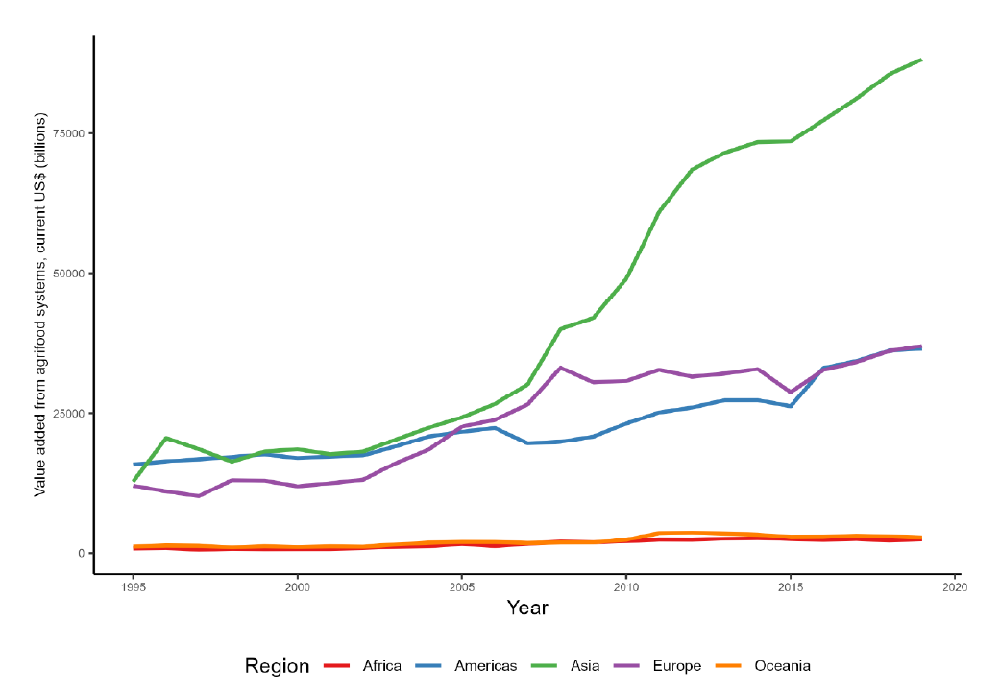 Value added from agrifood systems, current US$ (billions)
75000
50000
25000
0
1995 2000 2005 2010 2015 2020
Year
Region Africa Americas Asia Europe Oceania